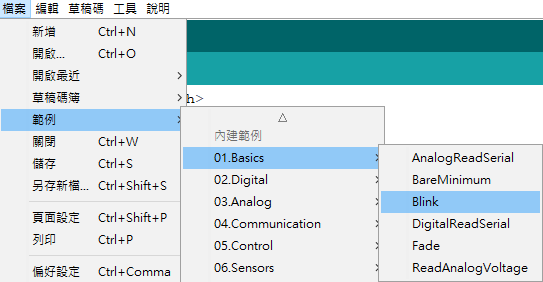 檔案 編輯 草稿碼 工具 說明
新增 Ctrl+N
開啟... Ctrl+O
開啟最近
草稿碼簿
h>
範例
關閉 Ctrl+W
儲存 Ctrl+S
另存新檔... Ctrl+Shift+S
頁面設定 Ctrl+Shift+P
列印 Ctrl+P
偏好設定 Ctrl+Comma
內建範例
01.Basics
02.Digital
03.Analog
04.Communication
05.Control
06.Sensors
AnalogReadSerial
BareMinimum
Blink
DigitalReadSerial
Fade
ReadAnalogVoltage